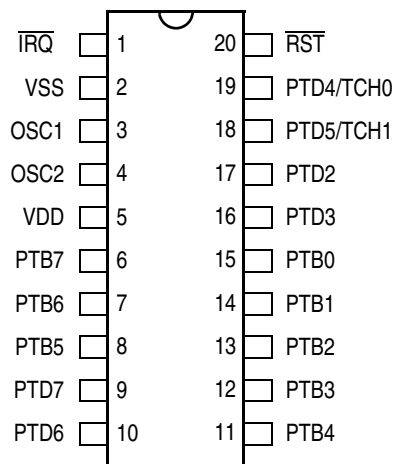 IRQ 1 20 RST
VSS 2 19 PTD4/TCH0
OSC1 3 18 PTD5/TCH1
OSC2 4 17 PTD2
VDD 5 16 PTD3
PTB7 6 15 PTB0
PTB6 7 14 PTB1
PTB5 8 13 PTB2
PTD7 9 12 PTB3
PTD6 10 11 PTB4